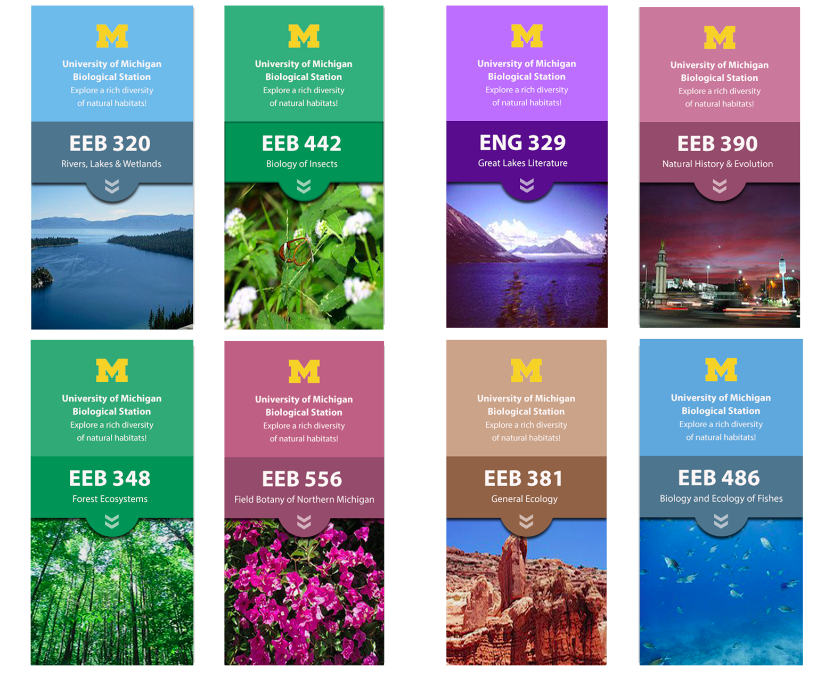 M
University of Michigan
Biological Station
Explore a rich diversity
of natural habitats!
EEB 320
Rivers, Lakes & Wetlands
M
University of Michigan
Biological Station
Explore a rich diversity
of natural habitats!
EEB 442
Biology of Insects
M
University of Michigan
Biological Station
Explore a rich diversity
of natural habitats!
ENG 329
Great Lakes Literature
M
University of Michigan
Biological Station
Explore a rich diversity
of natural habitats!
EEB 390
Natural History & Evolution
M
University of Michigan
Biological Station
Explore a rich diversity
of natural habitats!
EEB 348
Forest Ecosystems
M
University of Michigan
Biological Station
Explore a rich diversity
of natural habitats!
EEB 556
Field Botany of Northern Michigan
M
University of Michigan
Biological Station
Explore a rich diversity
of natural habitats!
EEB 381
General Ecology
M
University of Michigan
Biological Station
Explore a rich diversity
of natural habitats!
EEB 486
Biology and Ecology of Fishes